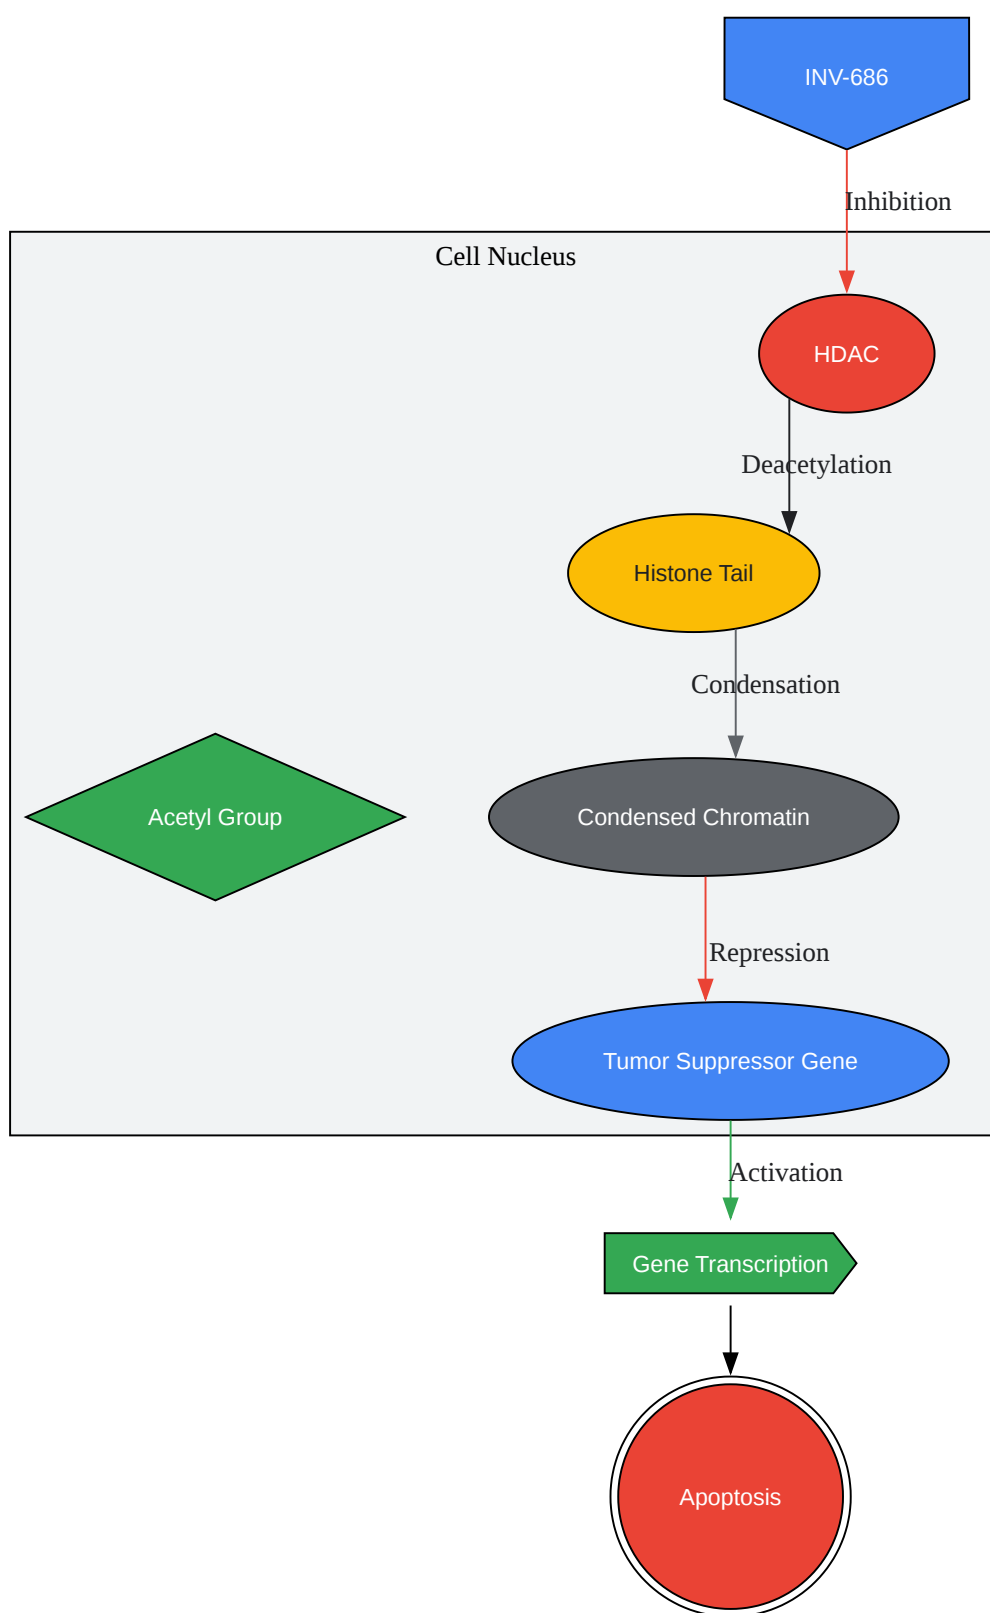 INV-686
Inhibition
Cell Nucleus
HDAC
Deacetylation
Histone Tail
Condensation
Acetyl Group
Condensed Chromatin
Repression
Tumor Suppressor Gene
Activation
Gene Transcription
Apoptosis